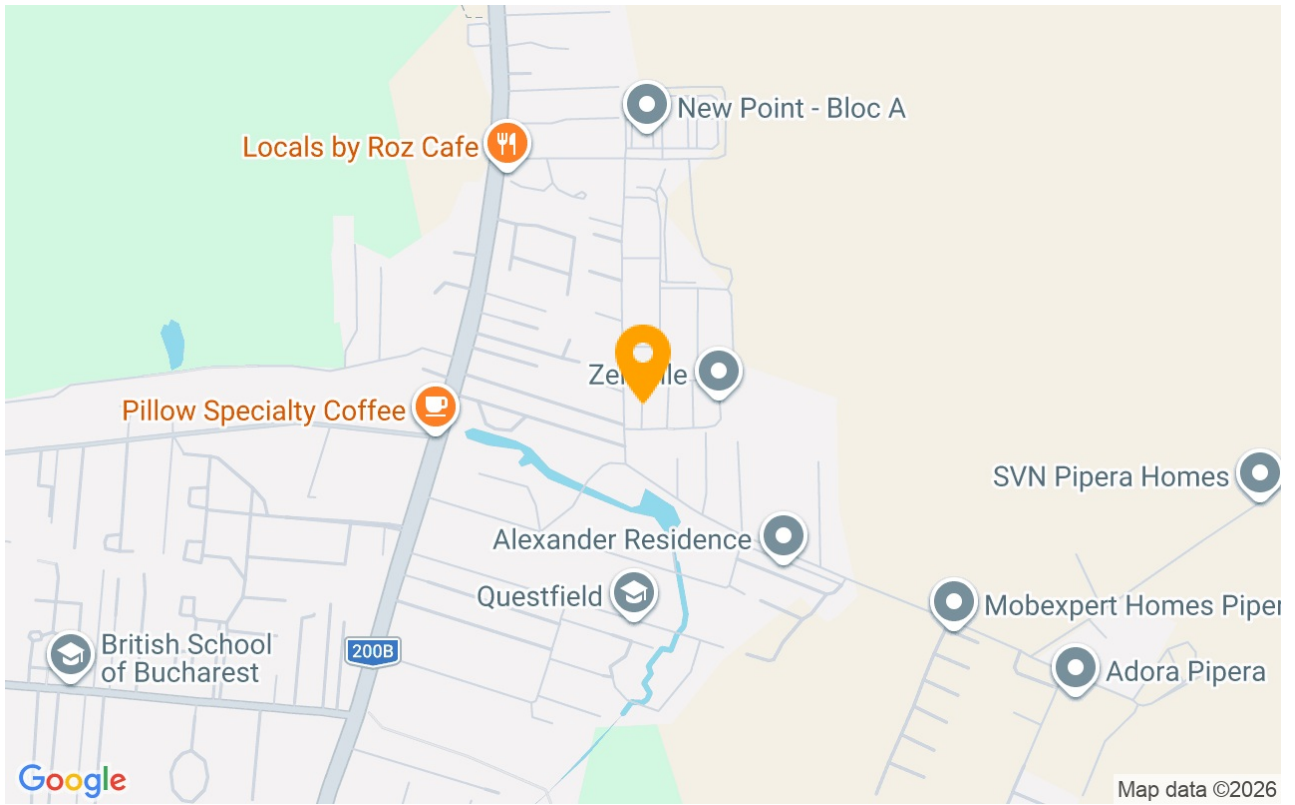 New Point - Bloc A
Locals by Roz Cafe
Pillow Specialty Coffee
SVN Pipera Homes
Alexander Residence
Questfield
Mobexpert Homes Piper
British School
of Bucharest
200B
Adora Pipera
Google
Map data ©2026